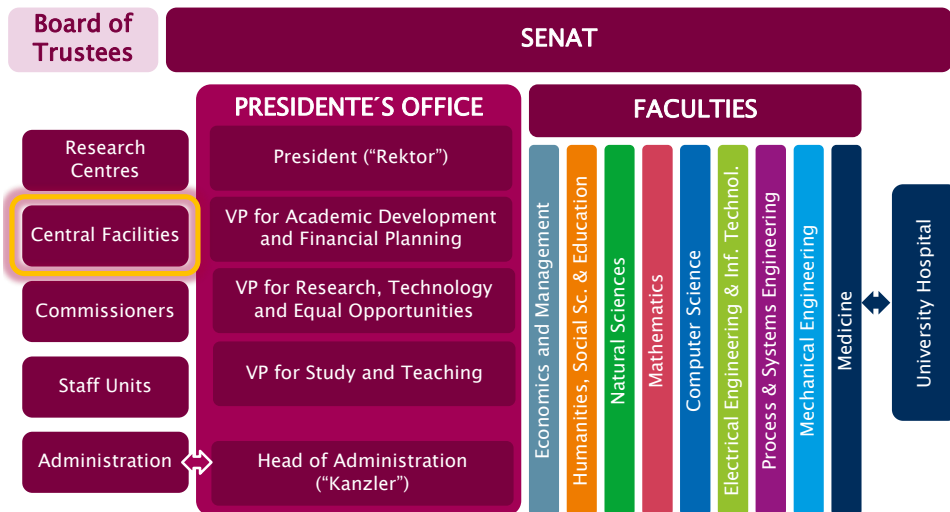 Board of
Trustees
SENAT
PRESIDENTE´S OFFICE
FACULTIES
Research
Centres
Central Facilities
Commissioners
Staff Units
Administration
President (“Rektor”)
VP for Academic Development
and Financial Planning
VP for Research, Technology
and Equal Opportunities
VP for Study and Teaching
Head of Administration
(“Kanzler”)
Economics and Management
Humanities, Social Sc. & Education
Natural Sciences
Mathematics
Computer Science
Electrical Engineering & Inf. Technol.
Process & Systems Engineering
Mechanical Engineering
Medicine
University Hospital